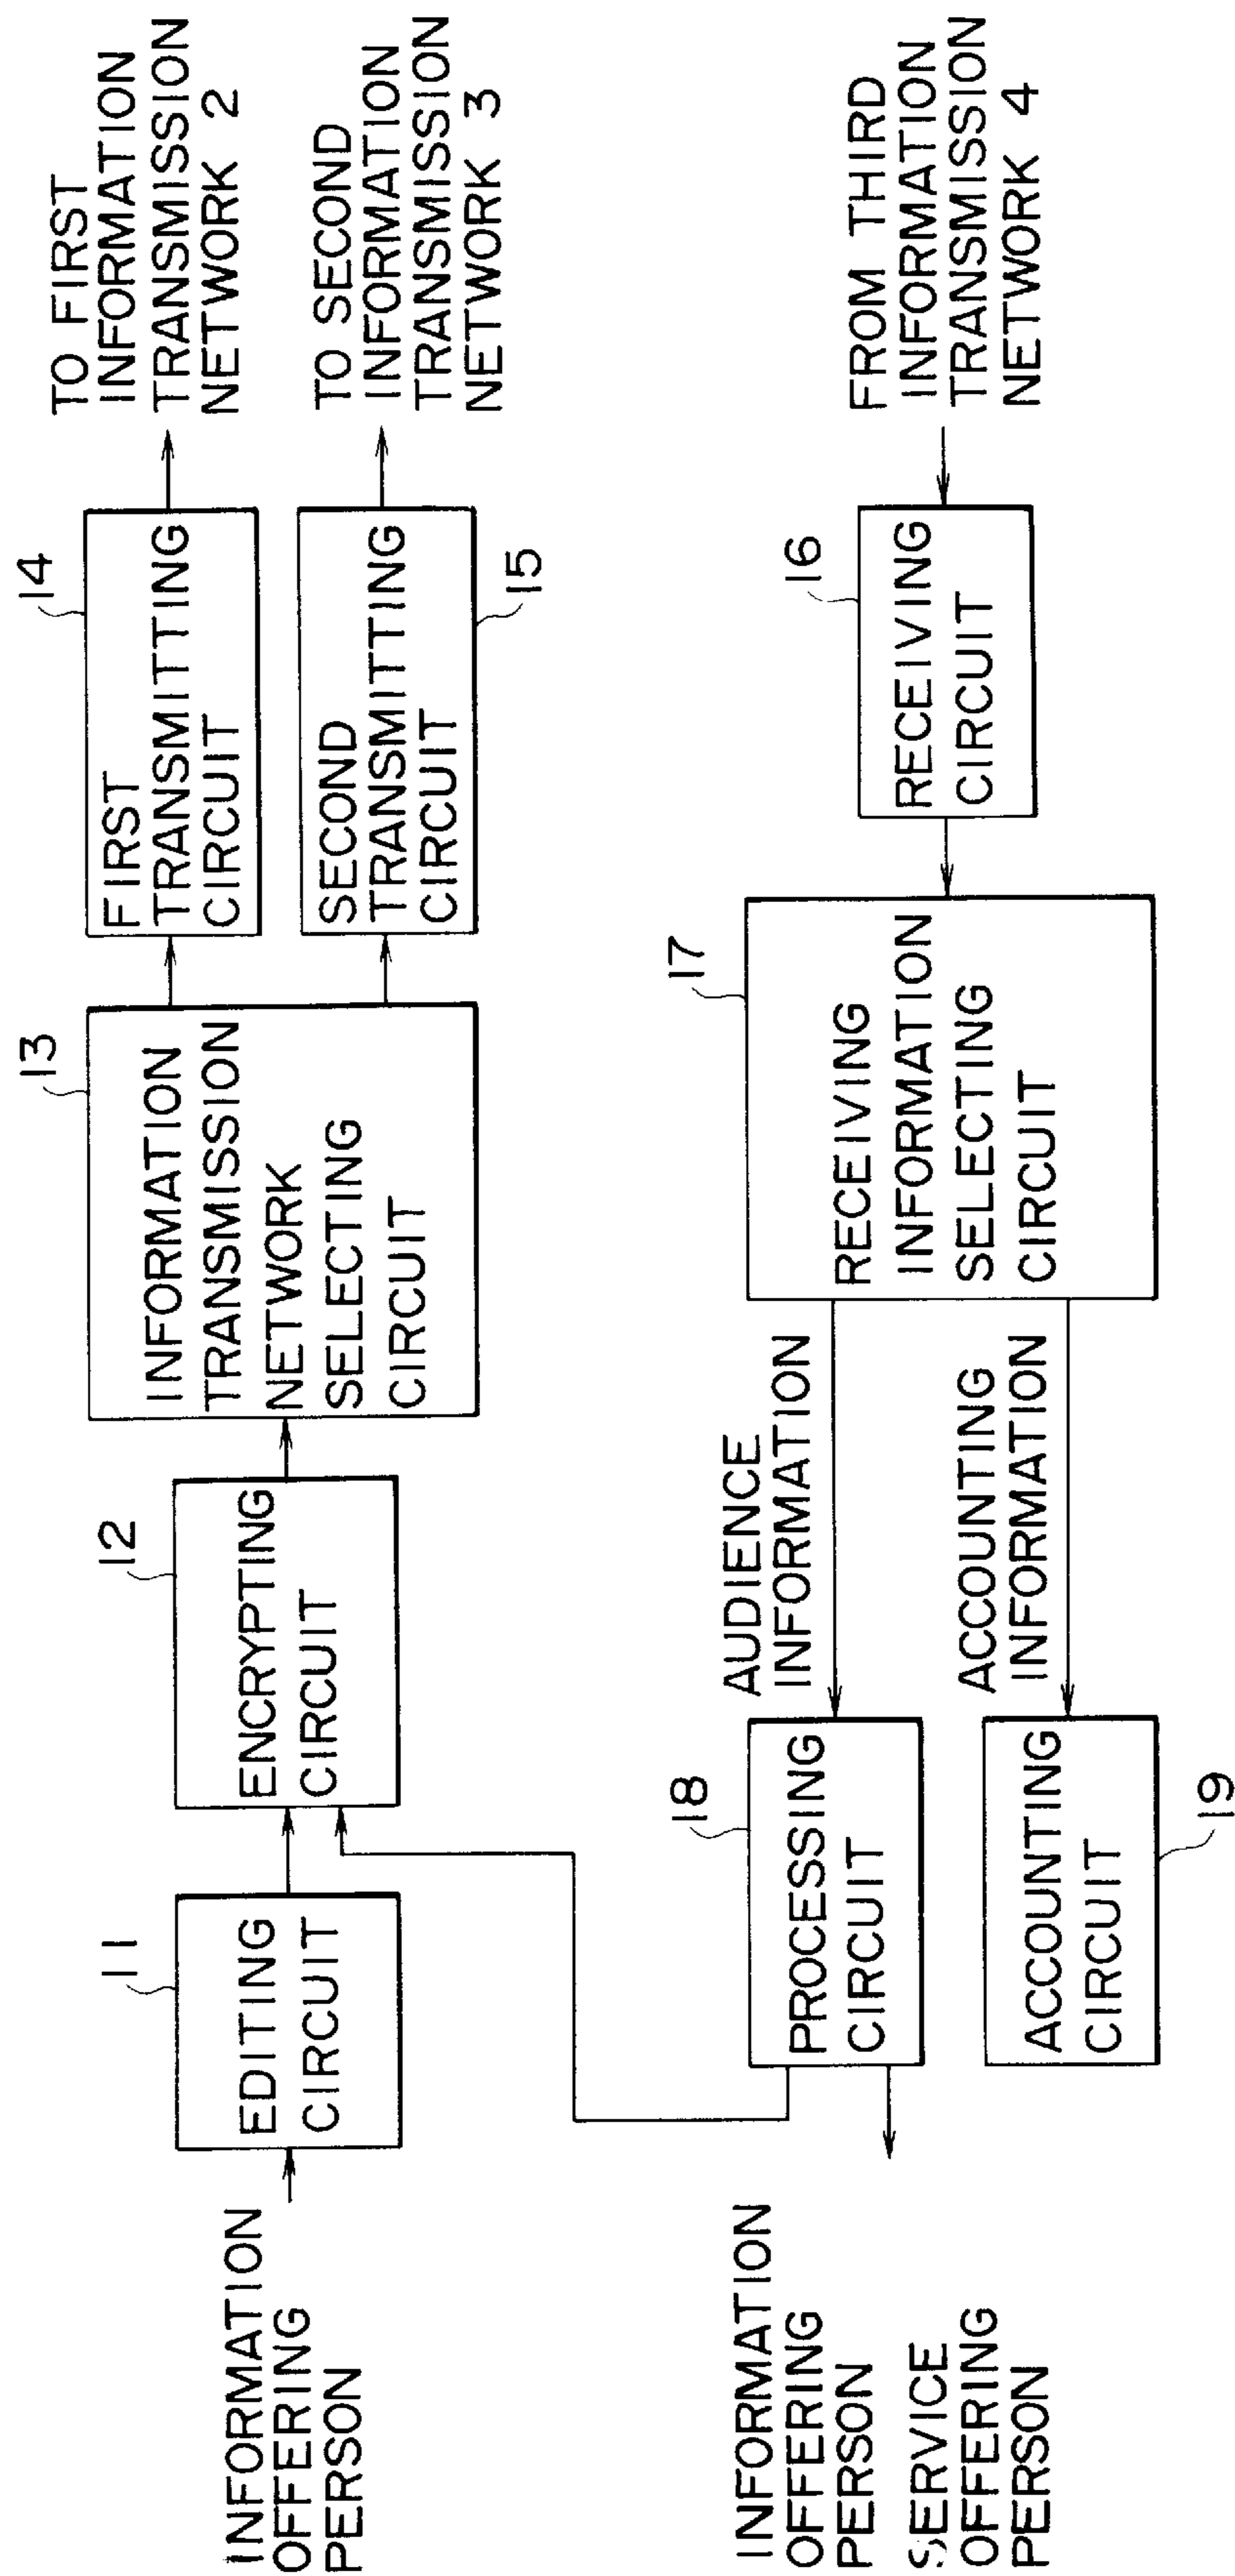 INFORMATION
OFFERING
PERSON
11
EDITING
CIRCUIT
12
ENCRYPTING
CIRCUIT
13
INFORMATION
TRANSMISSION
NETWORK
SELECTING
CIRCUIT
14
FIRST
TRANSMITTING
CIRCUIT
TO FIRST
INFORMATION
TRANSMISSION
NETWORK 2
SECOND
TRANSMITTING
CIRCUIT
15
TO SECOND
INFORMATION
TRANSMISSION
NETWORK 3
INFORMATION
OFFERING
PERSON
SERVICE
OFFERING
PERSON
18
PROCESSING
CIRCUIT
ACCOUNTING
CIRCUIT
19
AUDIENCE
INFORMATION
ACCOUNTING
INFORMATION
17
RECEIVING
INFORMATION
SELECTING
CIRCUIT
16
RECEIVING
CIRCUIT
FROM THIRD
INFORMATION
TRANSMISSION
NETWORK 4